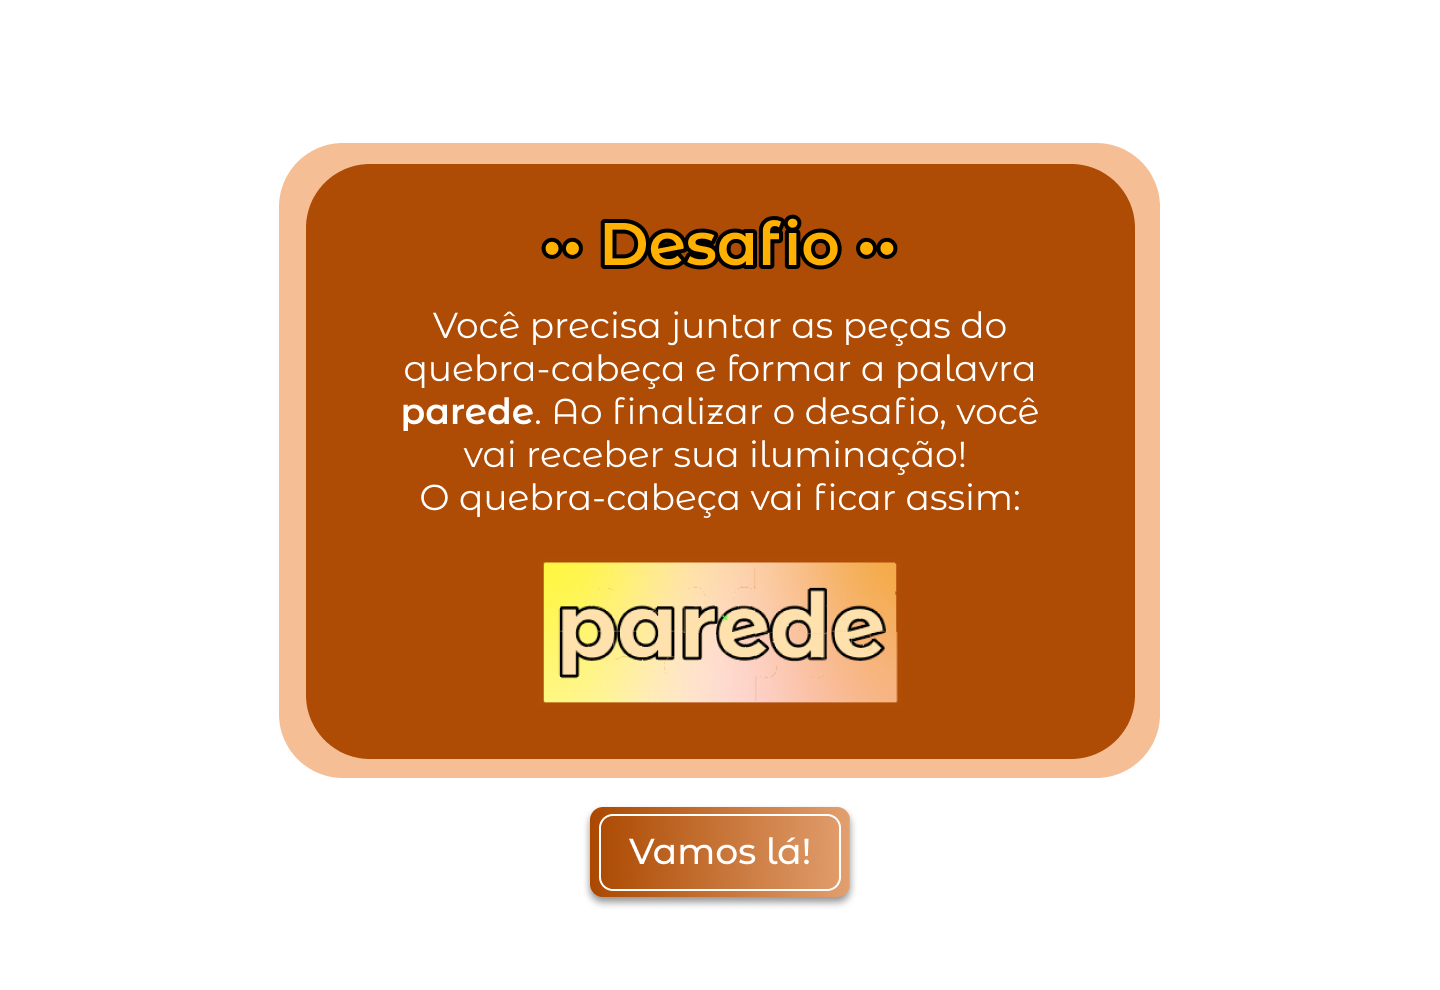 •• Desafio ••
Você precisa juntar as peças do
quebra-cabeça e formar a palavra
parede. Ao finalizar o desafio, você
vai receber sua iluminação!
O quebra-cabeça vai ficar assim:
parede
Vamos lá!